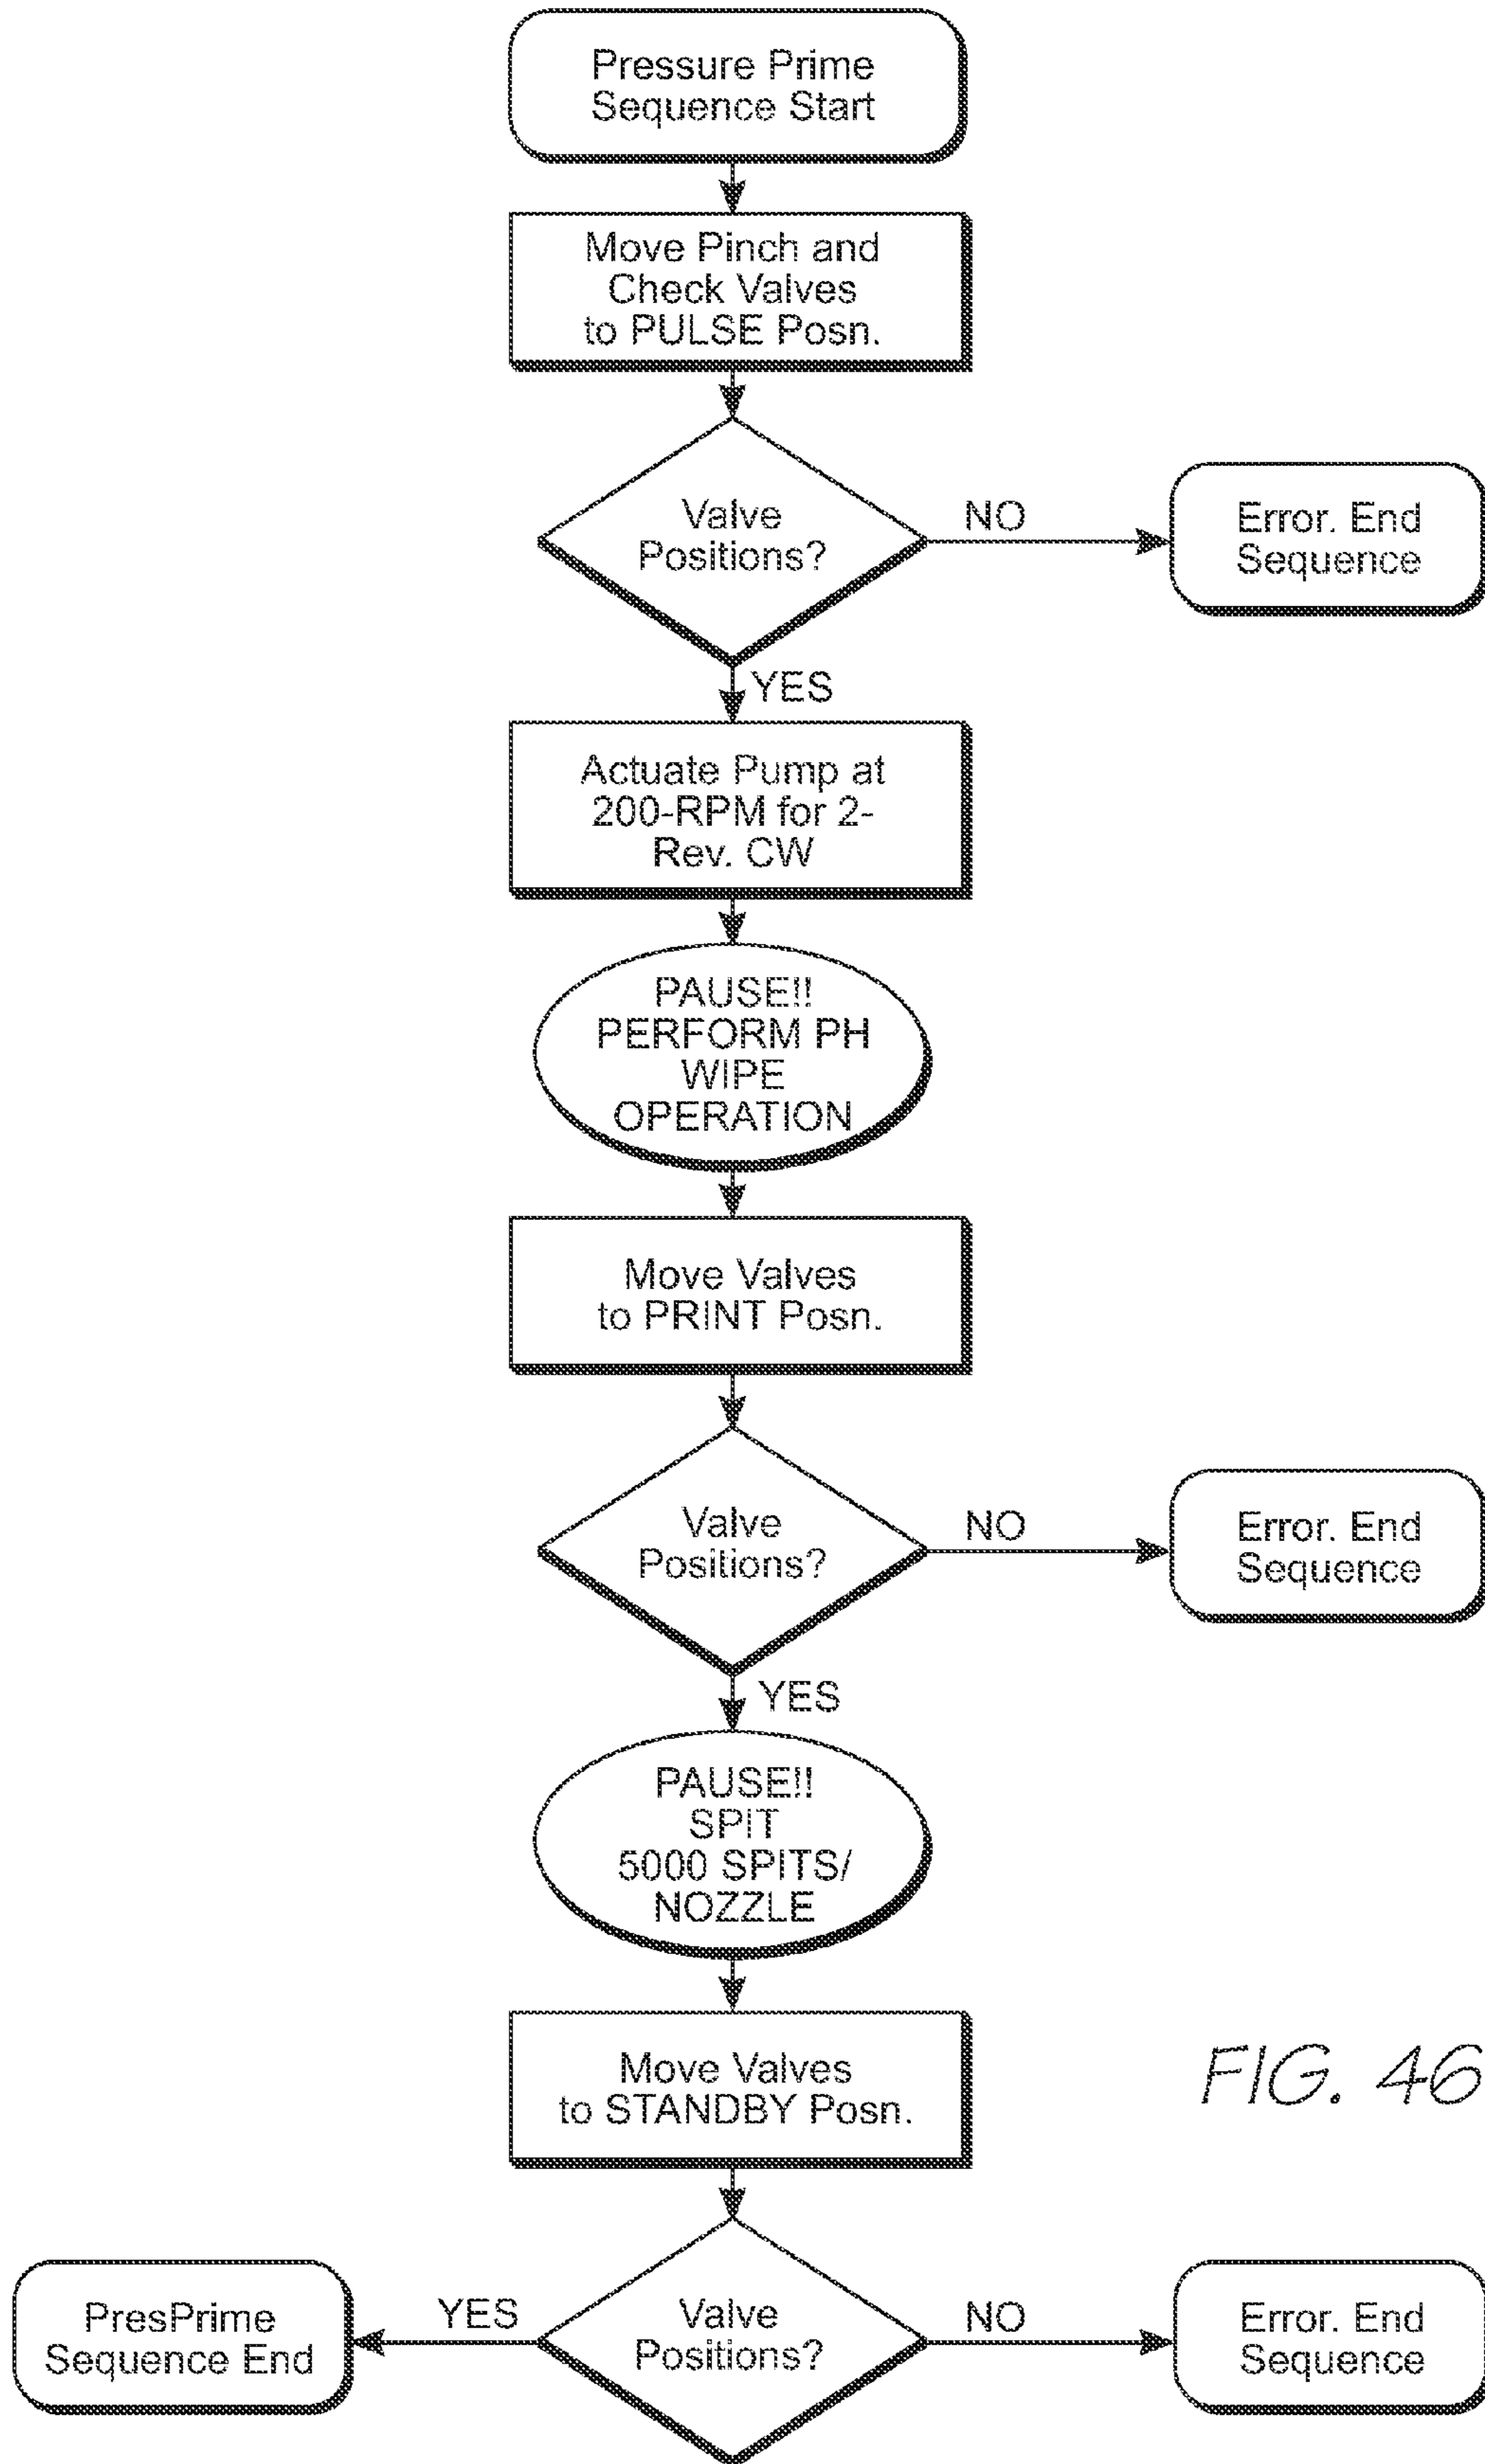 Pressure Prime
Sequence Start
Move Pinch and
Check Valves
to PULSE Posn.
Valve
Positions?
NO
Error. End
Sequence
YES
Actuate Pump at
200-RPM for 2-
Rev. CW
PAUSE!!
PERFORM PH
WIPE
OPERATION
Move Valves
to PRINT Posn.
Valve
Positions?
NO
Error. End
Sequence
YES
PAUSE!!
SPIT
5000 SPITS/
NOZZLE
Move Valves
to STANDBY Posn.
FIG. 46
PresPrime
Sequence End
YES
Valve
Positions?
NO
Error. End
Sequence